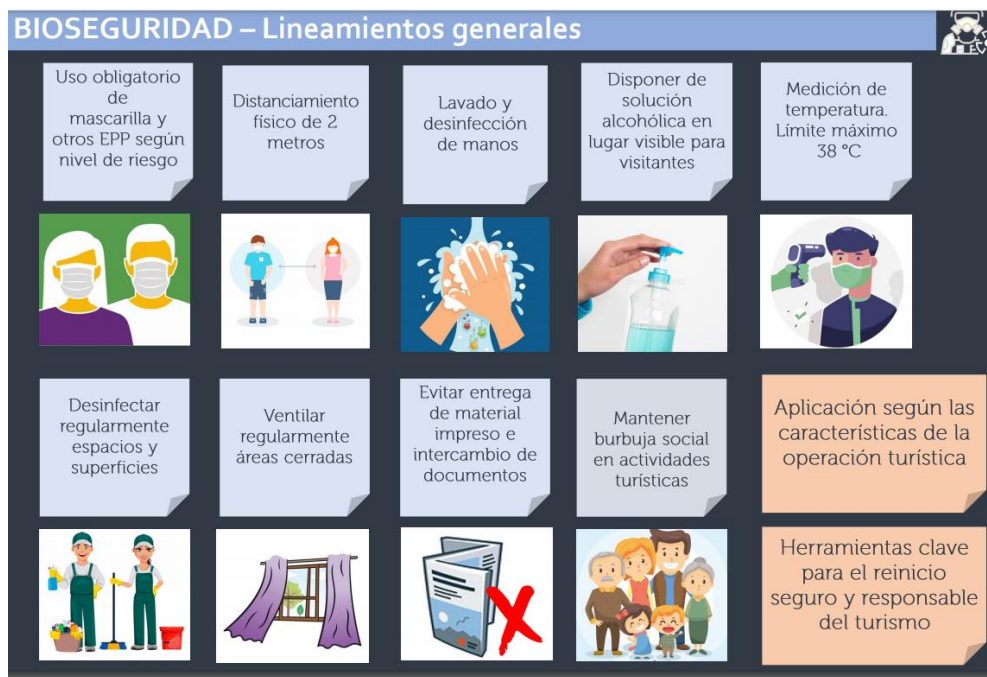 BIOSEGURIDAD – Lineamientos generales
Uso obligatorio
de
mascarilla y
otros EPP según
nivel de riesgo
Distanciamiento
físico de 2
metros
Lavado y
desinfección
de manos
Disponer de
solución
alcohólica en
lugar visible para
visitantes
Medición de
temperatura.
Límite máximo
38 °C
Desinfectar
regularmente
espacios y
superficies
Ventilar
regularmente
áreas cerradas
Evitar entrega
de material
impreso e
intercambio de
documentos
Mantener
burbuja social
en actividades
turísticas
Aplicación según las
características de la
operación turística
Herramientas clave
para el reinicio
seguro y responsable
del turismo